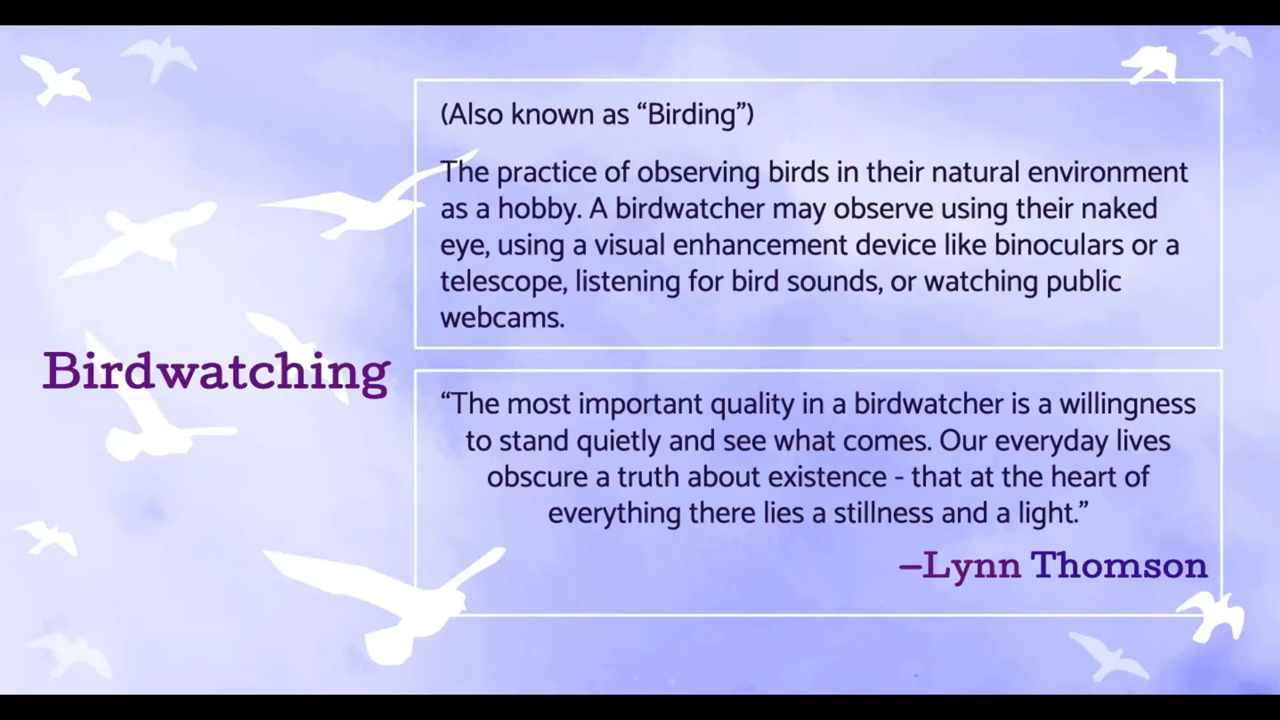 Birdwatching
(Also known as “Birding”)
The practice of observing birds in their natural environment
as a hobby. A birdwatcher may observe using their naked
eye, using a visual enhancement device like binoculars or a
telescope, listening for bird sounds, or watching public
webcams.
“The most important quality in a birdwatcher is a willingness
to stand quietly and see what comes. Our everyday lives
obscure a truth about existence - that at the heart of
everything there lies a stillness and a light.”
—Lynn Thomson